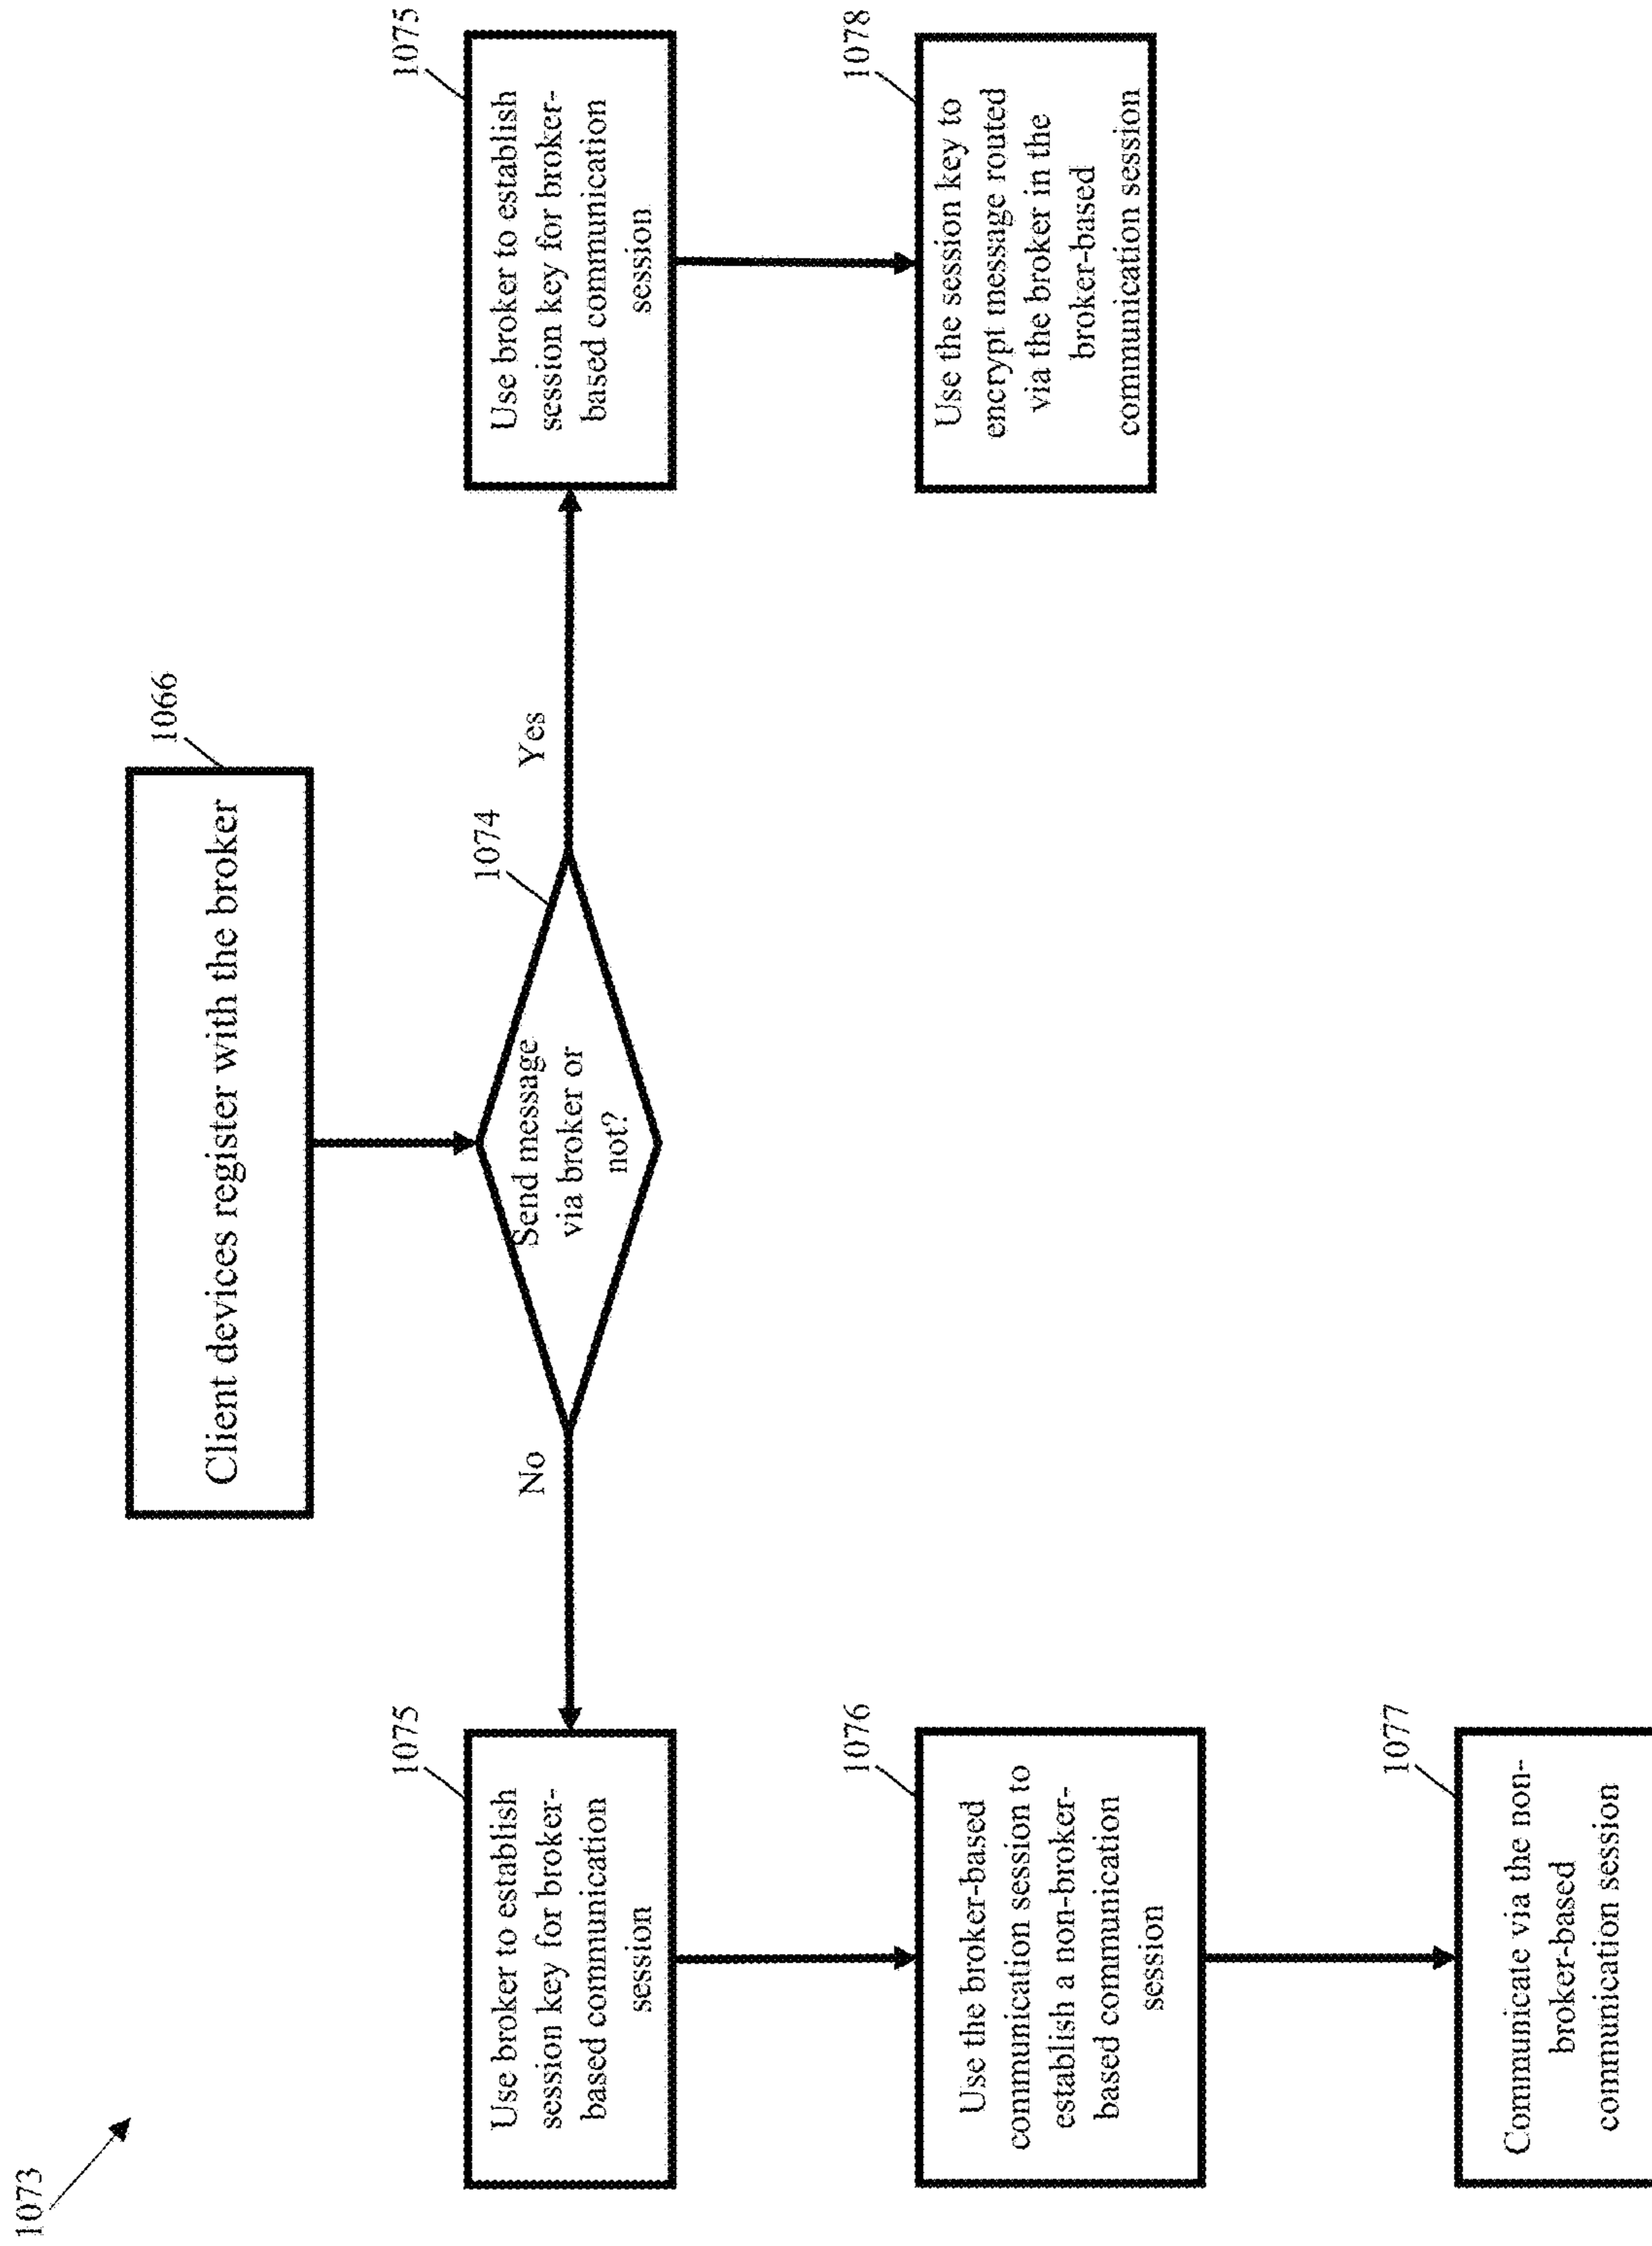 1073
1066
Client devices register with the broker
1074
Send message
via broker or
not?
No
Yes
1075
Use broker to establish
session key for broker-
based communication
session
1076
Use the broker-based
communication session to
establish a non-broker-
based communication
session
1077
Communicate via the non-
broker-based
communication session
1075
Use broker to establish
session key for broker-
based communication
session
1078
Use the session key to
encrypt message routed
via the broker in the
broker-based
communication session